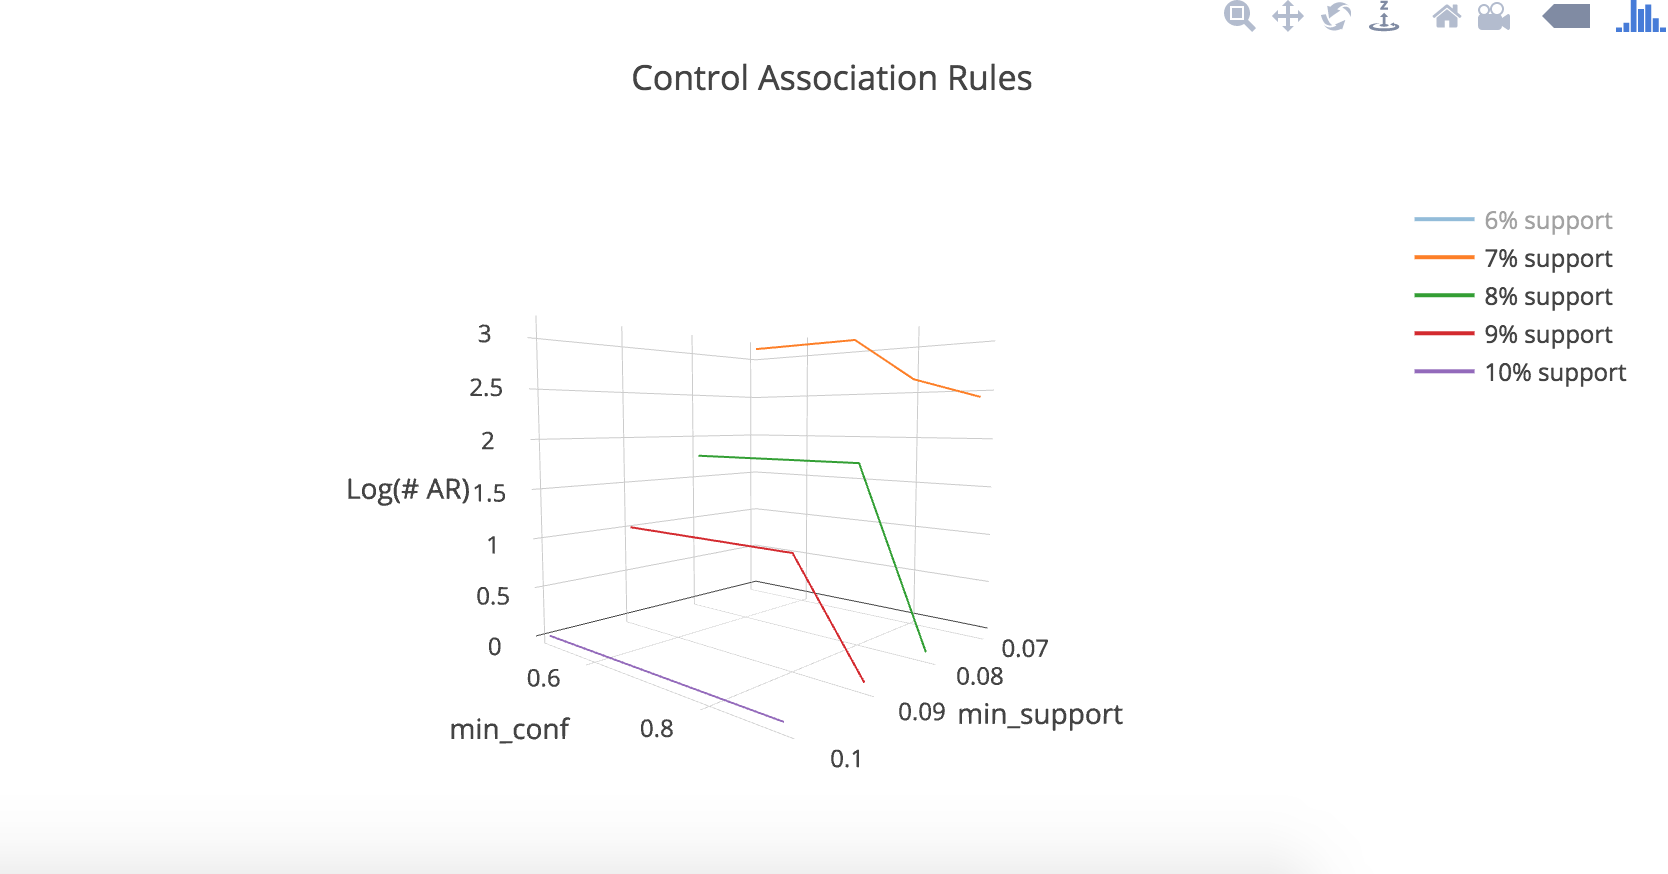 Z
Control Association Rules
6% support
7% support
8% support
9% support
10% support
3
2.5
2
Log(# AR)
1.5
1
0.5
0
0.6
0.8
min_conf
0.07
0.08
0.09
0.1
min_support